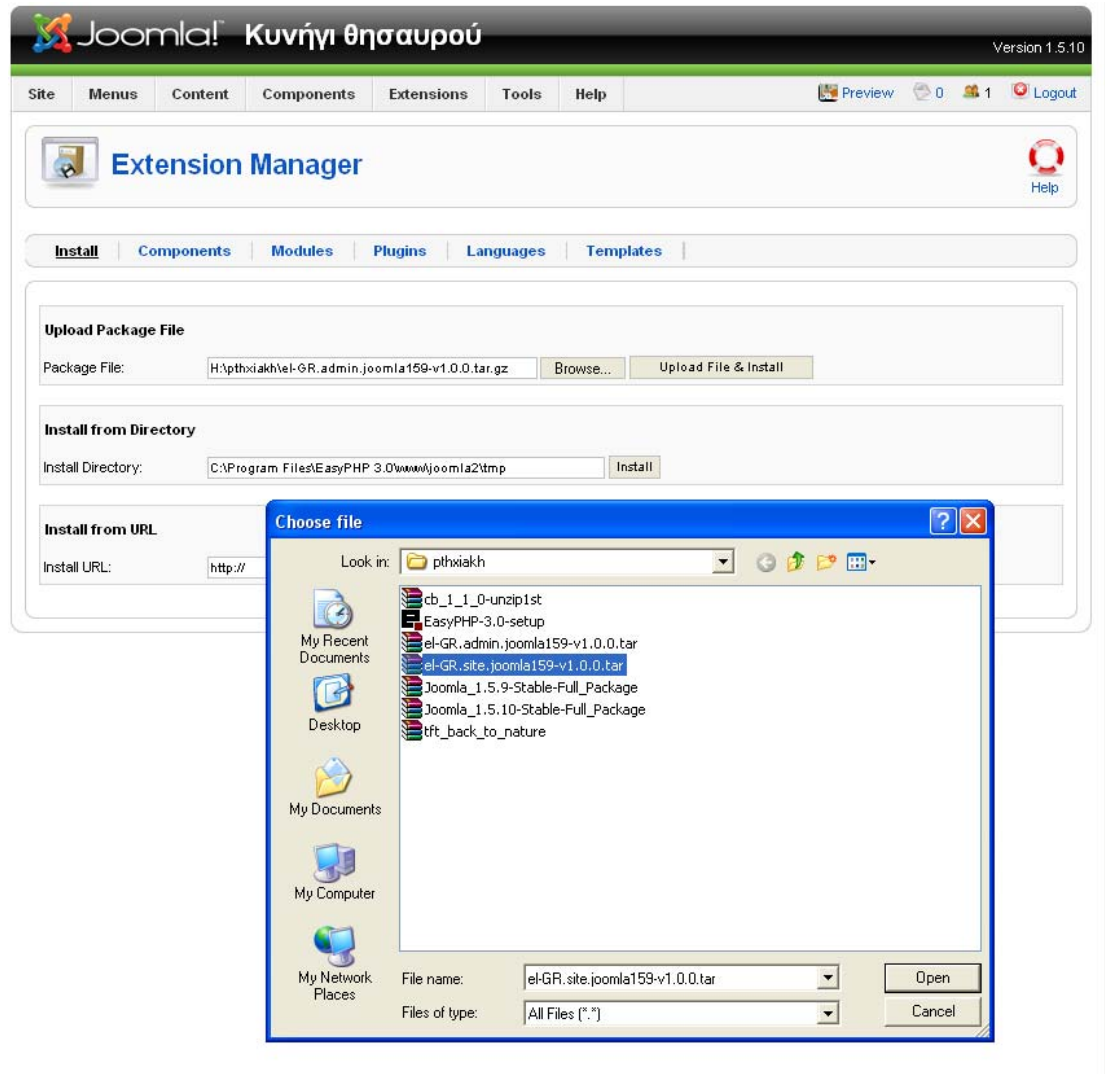 Joomla! Κυνήγι θησαυρού
Version 1.5.10
Site Menus Content Components Extensions Tools Help Preview 0 1 Logout
Extension Manager
Help
Install Components Modules Plugins Languages Templates
Upload Package File
Package File: H:\pthxiakh\el-GR.admin.joomla159-v1.0.0.tar.gz Browse... Upload File & Install
Install from Directory
Install Directory: C:\Program Files\EasyPHP 3.0\www\joomla2\tmp Install
Install from URL
Install URL: http://
Choose file
Look in: pthxiakh
My Recent Documents
Desktop
My Documents
My Computer
My Network Places
cb_1_1_0-unzip1st
EasyPHP-3.0-setup
el-GR.admin.joomla159-v1.0.0.tar
el-GR.site.joomla159-v1.0.0.tar
Joomla_1.5.9-Stable-Full_Package
Joomla_1.5.10-Stable-Full_Package
tft_back_to_nature
File name: el-GR.site.joomla159-v1.0.0.tar Open
Files of type: All Files (*.*) Cancel